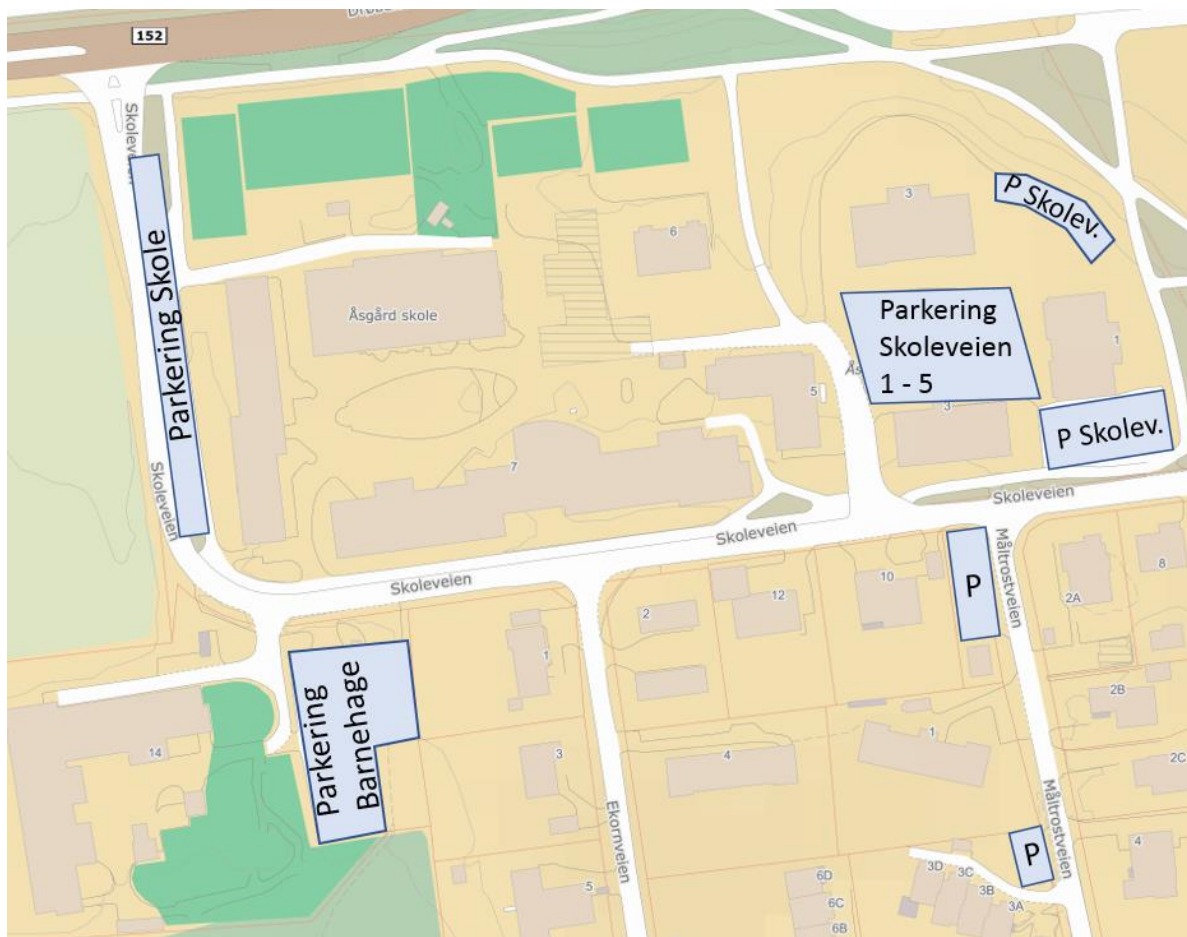 152
Skoleveien
Parkering Skole
Skoleveien
Åsgård skole
6
3
P Skolev.
Parkering
Skoleveien
1 - 5
1
5
3
P Skolev.
7
Skoleveien
Skoleveien
Skoleveien
P
Måltrostveien
2A
8
10
12
2
1
Parkering
Barnehage
14
3
4
1
2B
2C
Ekornveien
Måltrostveien
P
4
5
6D
6C
6B
3D
3C
3B
3A